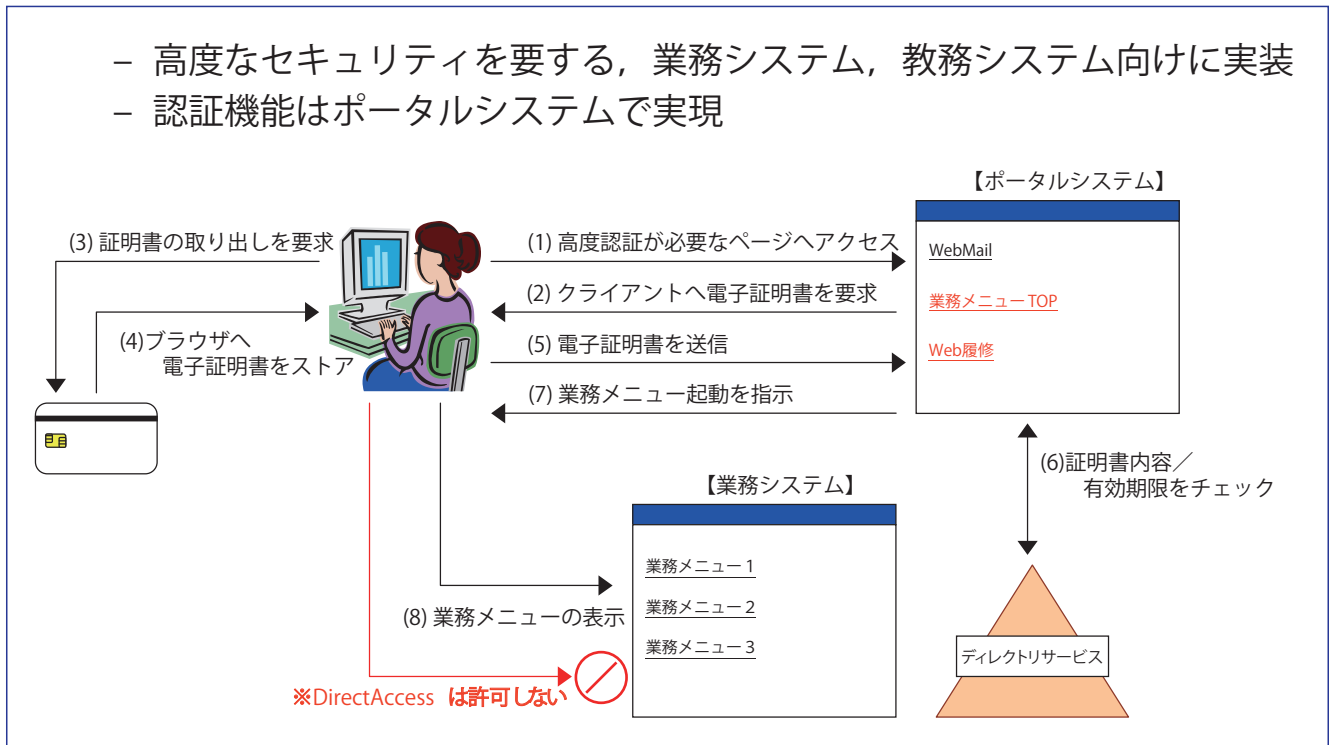 – 高度なセキュリティを要する，業務システム，教務システム向けに実装
– 認証機能はポータルシステムで実現
【ポータルシステム】
(3) 証明書の取り出しを要求
(1) 高度認証が必要なページへアクセス
WebMail
(2) クライアントへ電子証明書を要求
業務メニュー TOP
(4)ブラウザへ
電子証明書をストア
(5) 電子証明書を送信
Web履修
(7) 業務メニュー起動を指示
(6)証明書内容／
有効期限をチェック
【業務システム】
業務メニュー 1
(8) 業務メニューの表示
業務メニュー 2
業務メニュー 3
ディレクトリサービス
※DirectAccess は許可しない